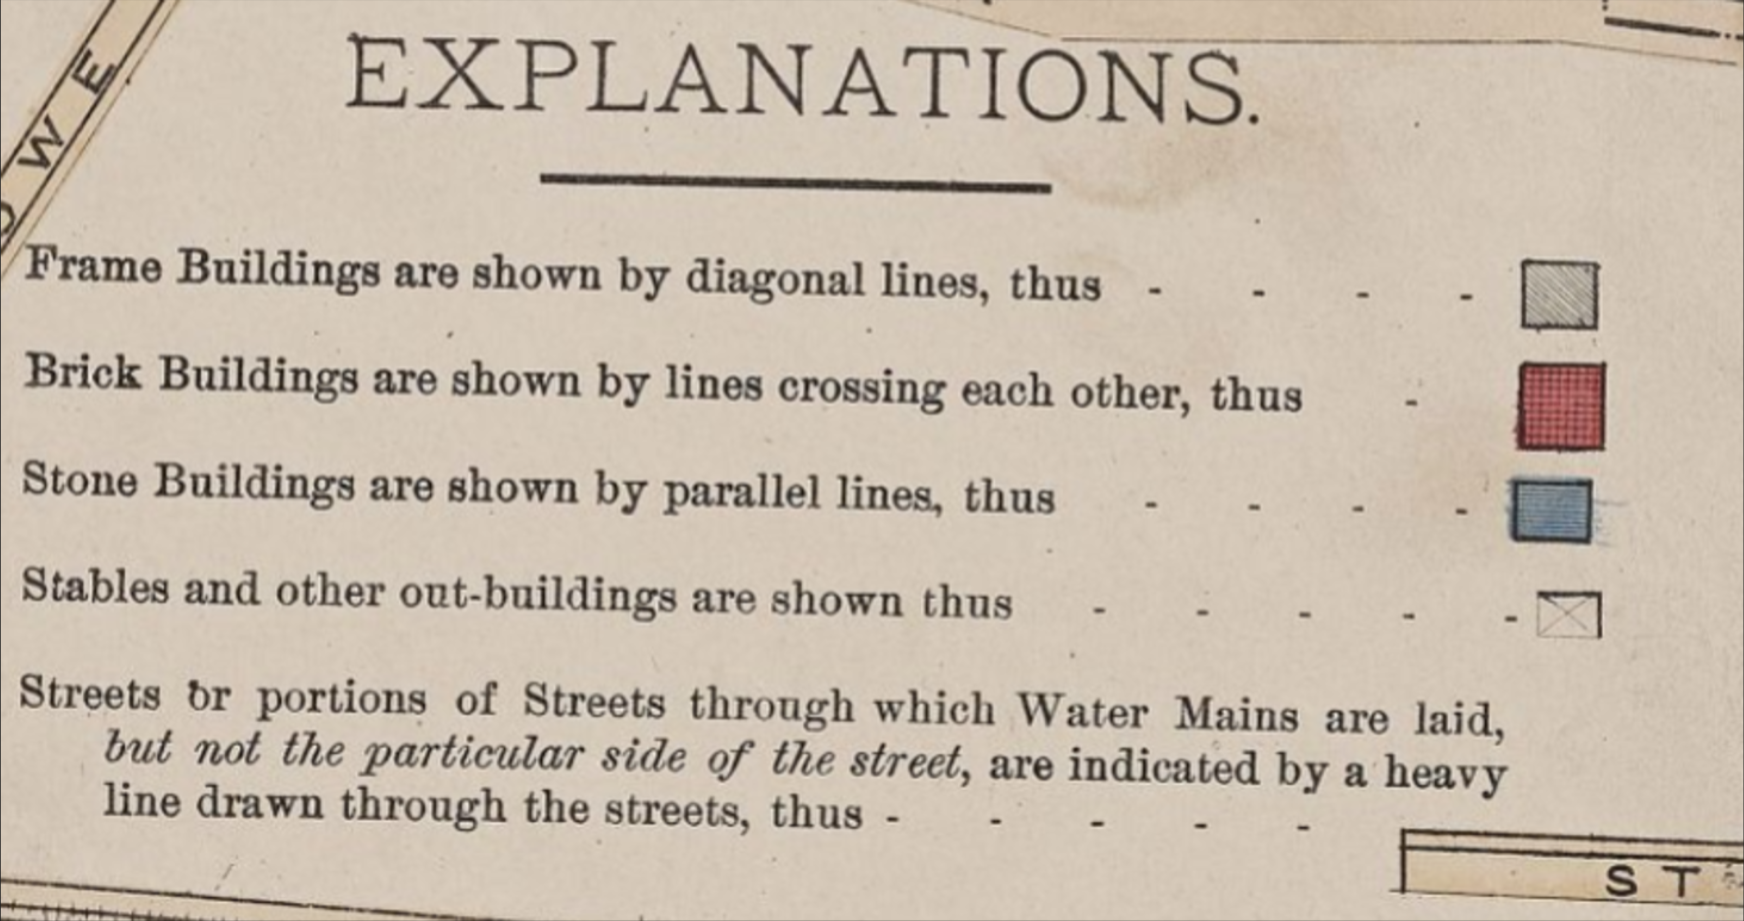 OWE
EXPLANATIONS.
Frame Buildings are shown by diagonal lines, thus - - - -
Brick Buildings are shown by lines crossing each other, thus -
Stone Buildings are shown by parallel lines, thus - - - -
Stables and other out-buildings are shown thus - - - - -
Streets or portions of Streets through which Water Mains are laid,
but not the particular side of the street, are indicated by a heavy
line drawn through the streets, thus - - - - -
ST